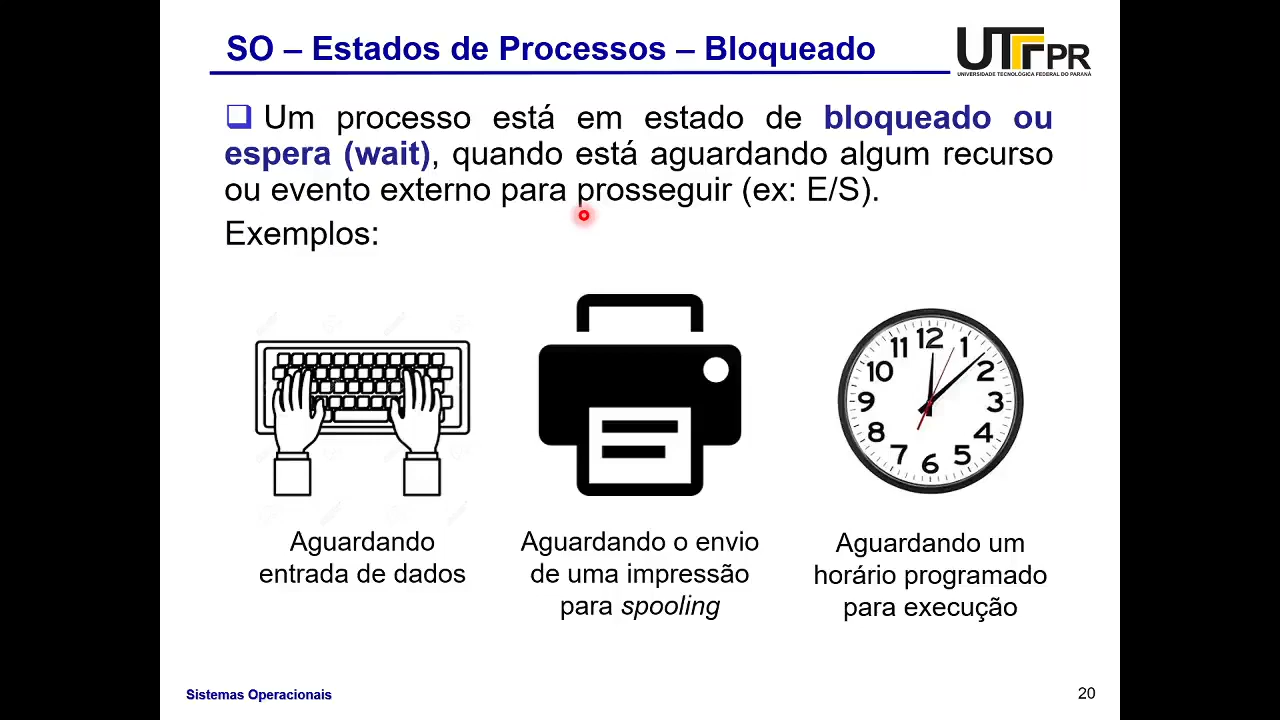 SO – Estados de Processos – Bloqueado
UTFPR
UNIVERSIDADE TECNOLÓGICA FEDERAL DO PARANÁ
Um processo está em estado de bloqueado ou
espera (wait), quando está aguardando algum recurso
ou evento externo para prosseguir (ex: E/S).
Exemplos:
12
1
2
3
4
5
6
7
8
9
10
11
Aguardando
entrada de dados
Aguardando o envio
de uma impressão
para spooling
Aguardando um
horário programado
para execução
Sistemas Operacionais
20